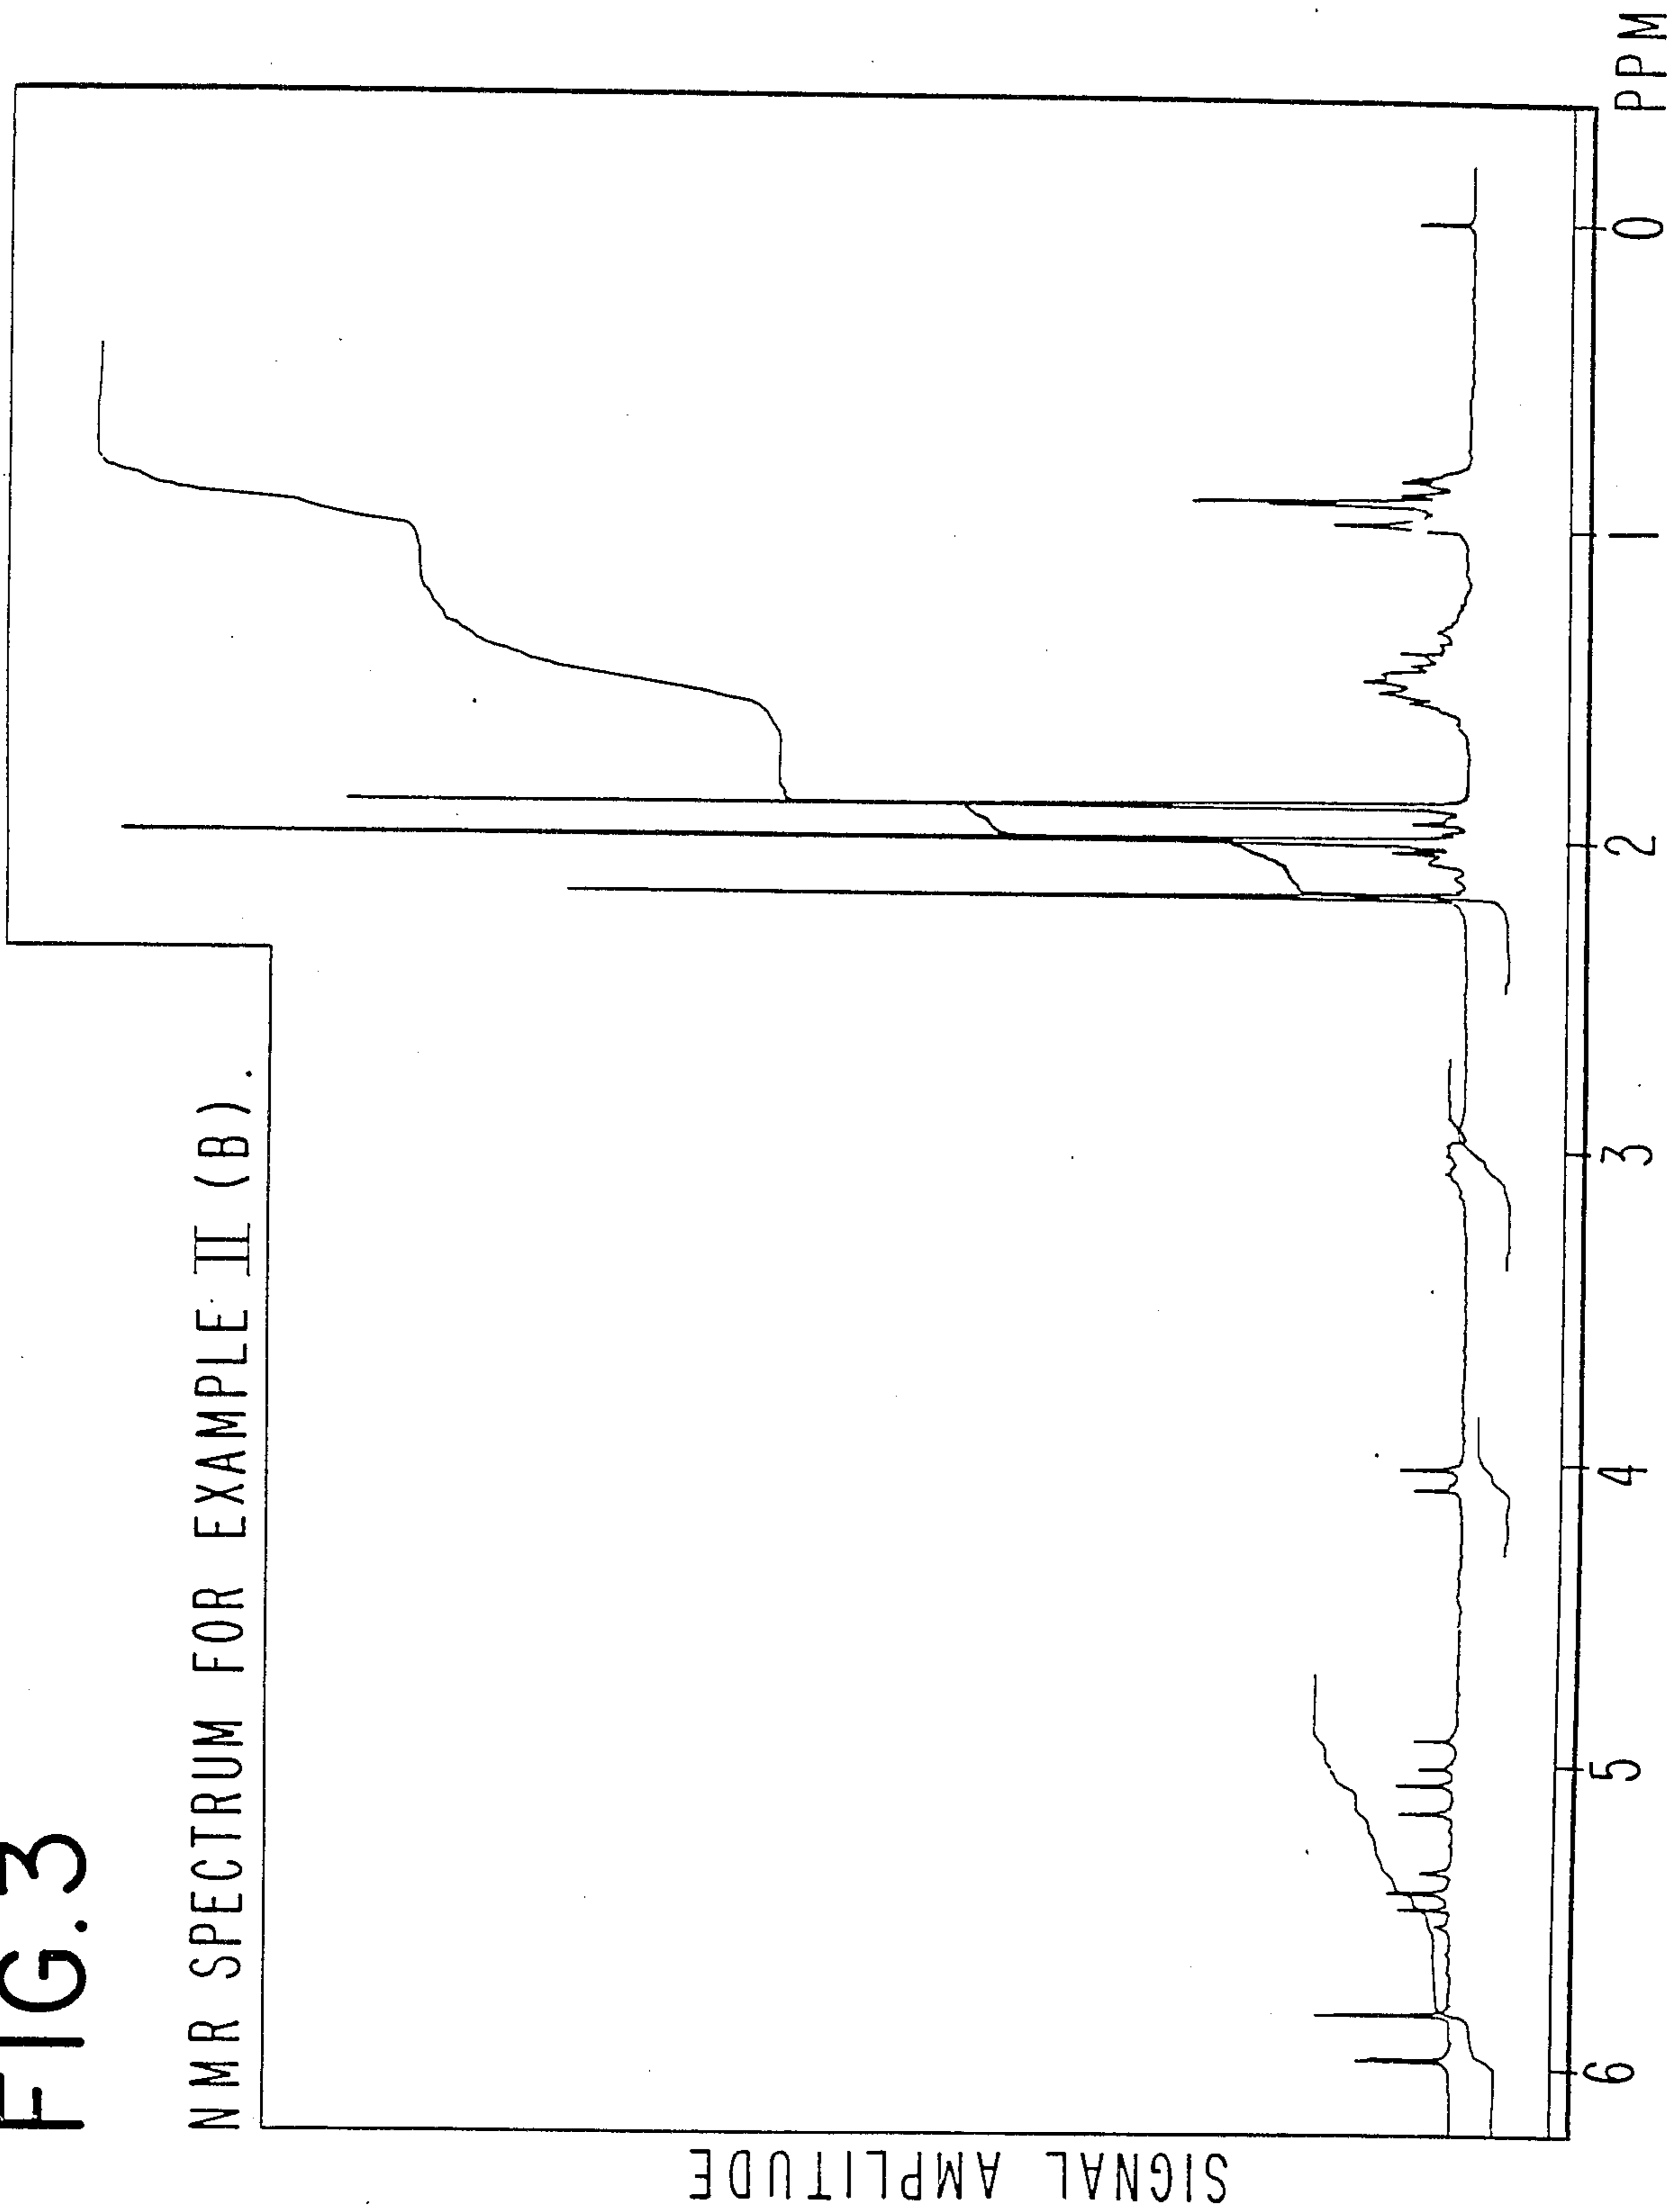 FIG.3
NMR SPECTRUM FOR EXAMPLE II (B).
SIGNAL AMPLITUDE
6 5 4 3 2 1 0 PPM